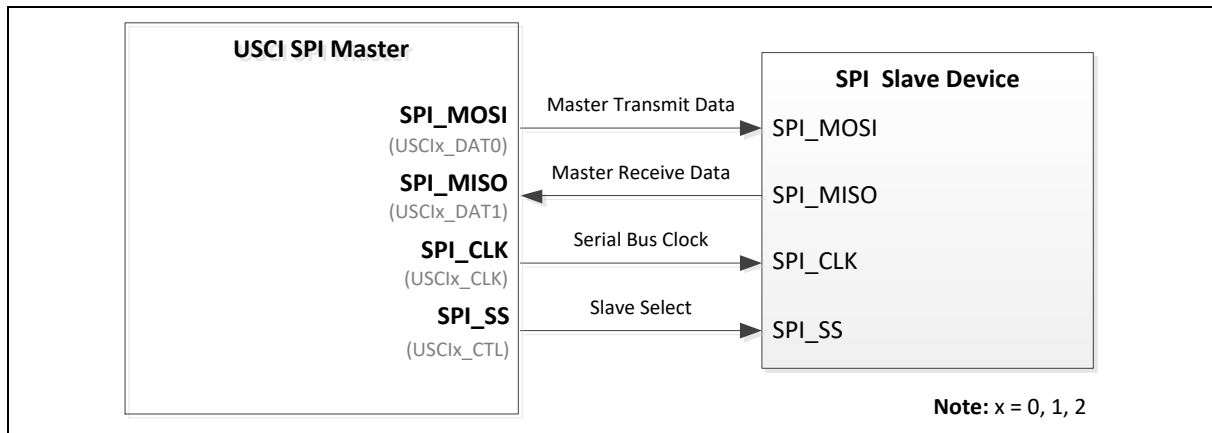 USCI SPI Master
SPI_MOSI
(USCIx_DAT0)
SPI_MISO
(USCIx_DAT1)
SPI_CLK
(USCIx_CLK)
SPI_SS
(USCIx_CTL)
Master Transmit Data
Master Receive Data
Serial Bus Clock
Slave Select
SPI Slave Device
SPI_MOSI
SPI_MISO
SPI_CLK
SPI_SS
Note: x = 0, 1, 2